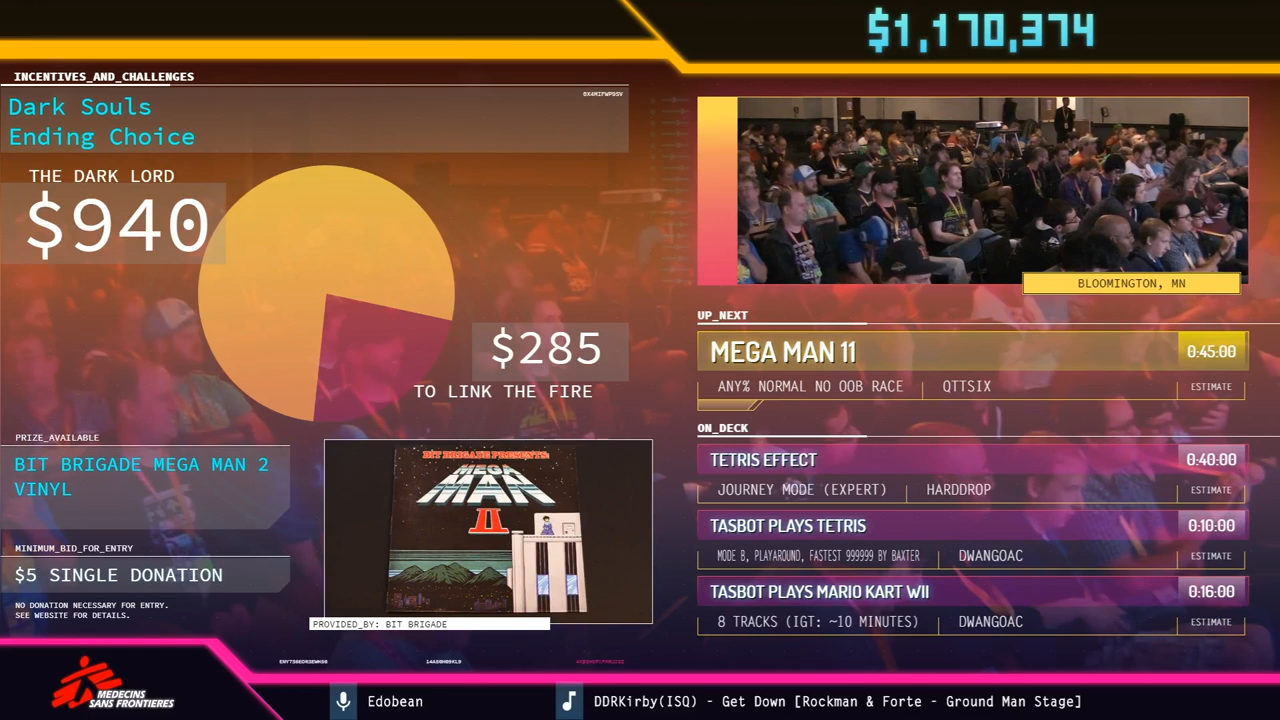 $1,170,374
INCENTIVES_AND_CHALLENGES
Dark Souls
Ending Choice
THE DARK LORD
$940
$285
TO LINK THE FIRE
PRIZE_AVAILABLE
BIT BRIGADE MEGA MAN 2
VINYL
MINIMUM_BID_FOR_ENTRY
$5 SINGLE DONATION
NO DONATION NECESSARY FOR ENTRY.
SEE WEBSITE FOR DETAILS.
BIT BRIGADE PRESENTS:
MEGA
MAN
II
PROVIDED_BY: BIT BRIGADE
BLOOMINGTON, MN
UP_NEXT
MEGA MAN 11 0:45:00
ANY% NORMAL NO OOB RACE QTTSIX ESTIMATE
ON_DECK
TETRIS EFFECT 0:40:00
JOURNEY MODE (EXPERT) HARDDROP ESTIMATE
TASBOT PLAYS TETRIS 0:10:00
MODE B, PLAYAROUND, FASTEST 999999 BY BAXTER DWANGOAC ESTIMATE
TASBOT PLAYS MARIO KART WII 0:16:00
8 TRACKS (IGT: ~10 MINUTES) DWANGOAC ESTIMATE
MEDECINS
SANS FRONTIERES
Edobean
DDRKirby(ISQ) - Get Down [Rockman & Forte - Ground Man Stage]